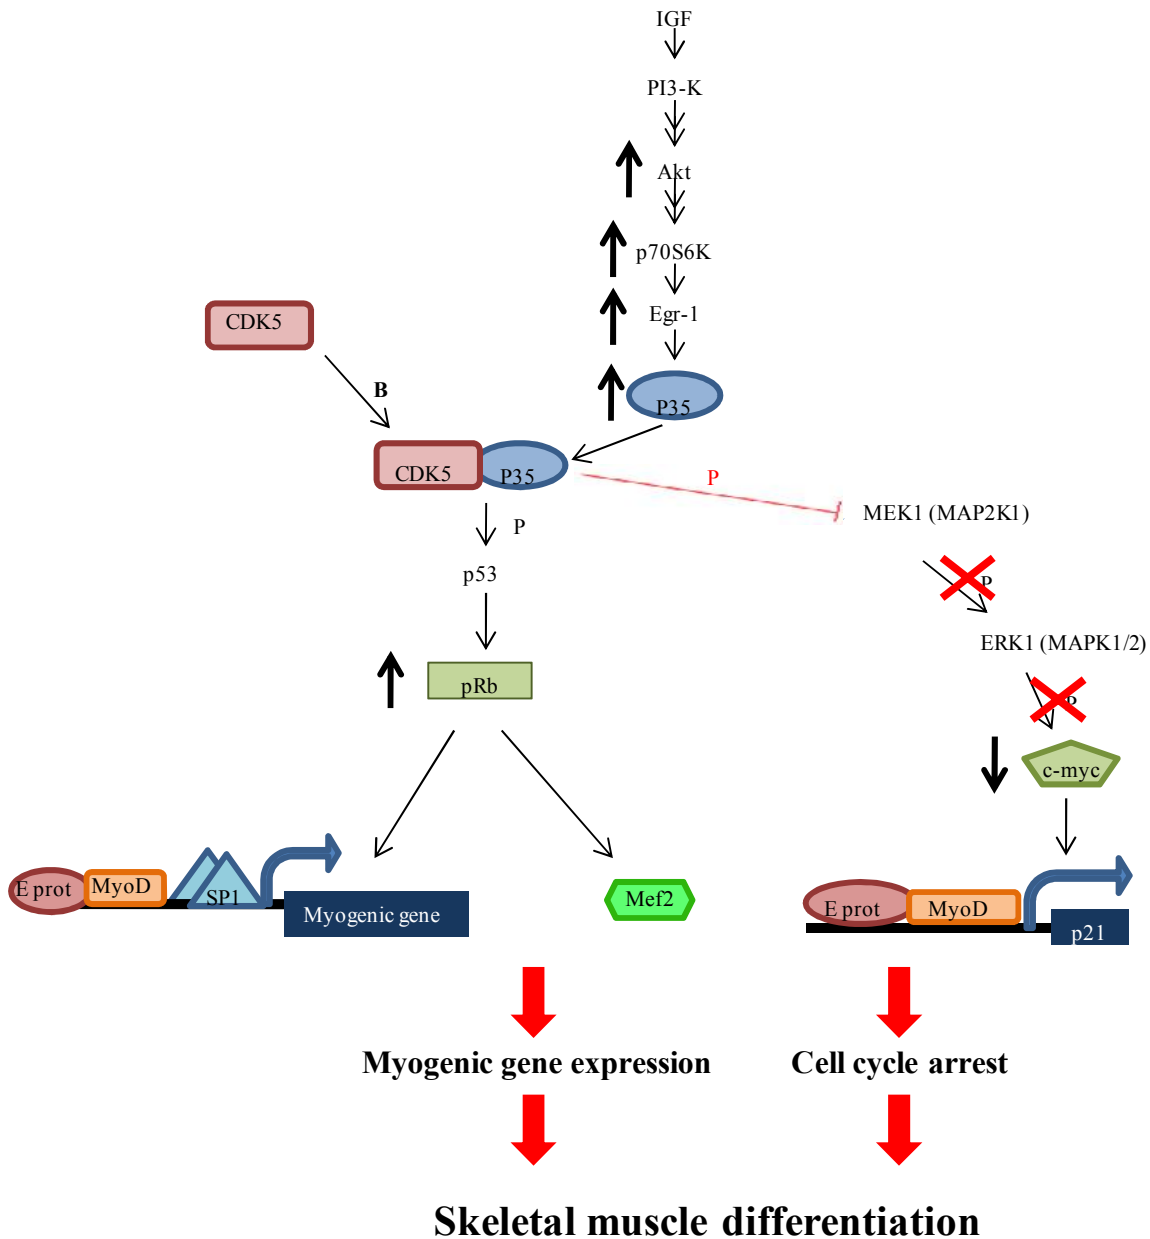 IGF
PI3-K
Akt
p70S6K
Egr-1
CDK5
B
P35
CDK5
P35
P
MEK1 (MAP2K1)
P
p53
P
ERK1 (MAPK1/2)
pRb
P
c-myc
E prot
MyoD
SP1
Myogenic gene
Mef2
E prot
MyoD
p21
Myogenic gene expression
Cell cycle arrest
Skeletal muscle differentiation